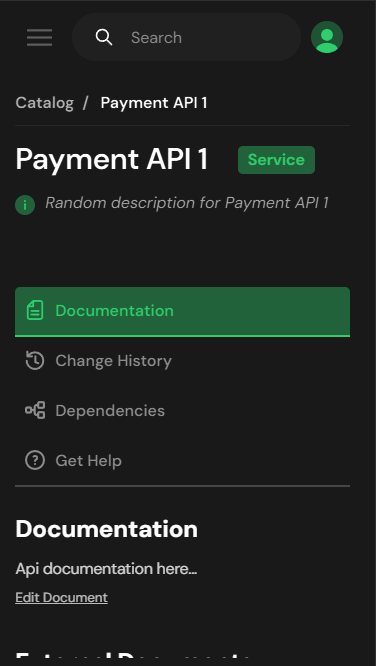 Search
Catalog / Payment API 1
Payment API 1 Service
Random description for Payment API 1
Documentation
Change History
Dependencies
Get Help
Documentation
Api documentation here...
Edit Document